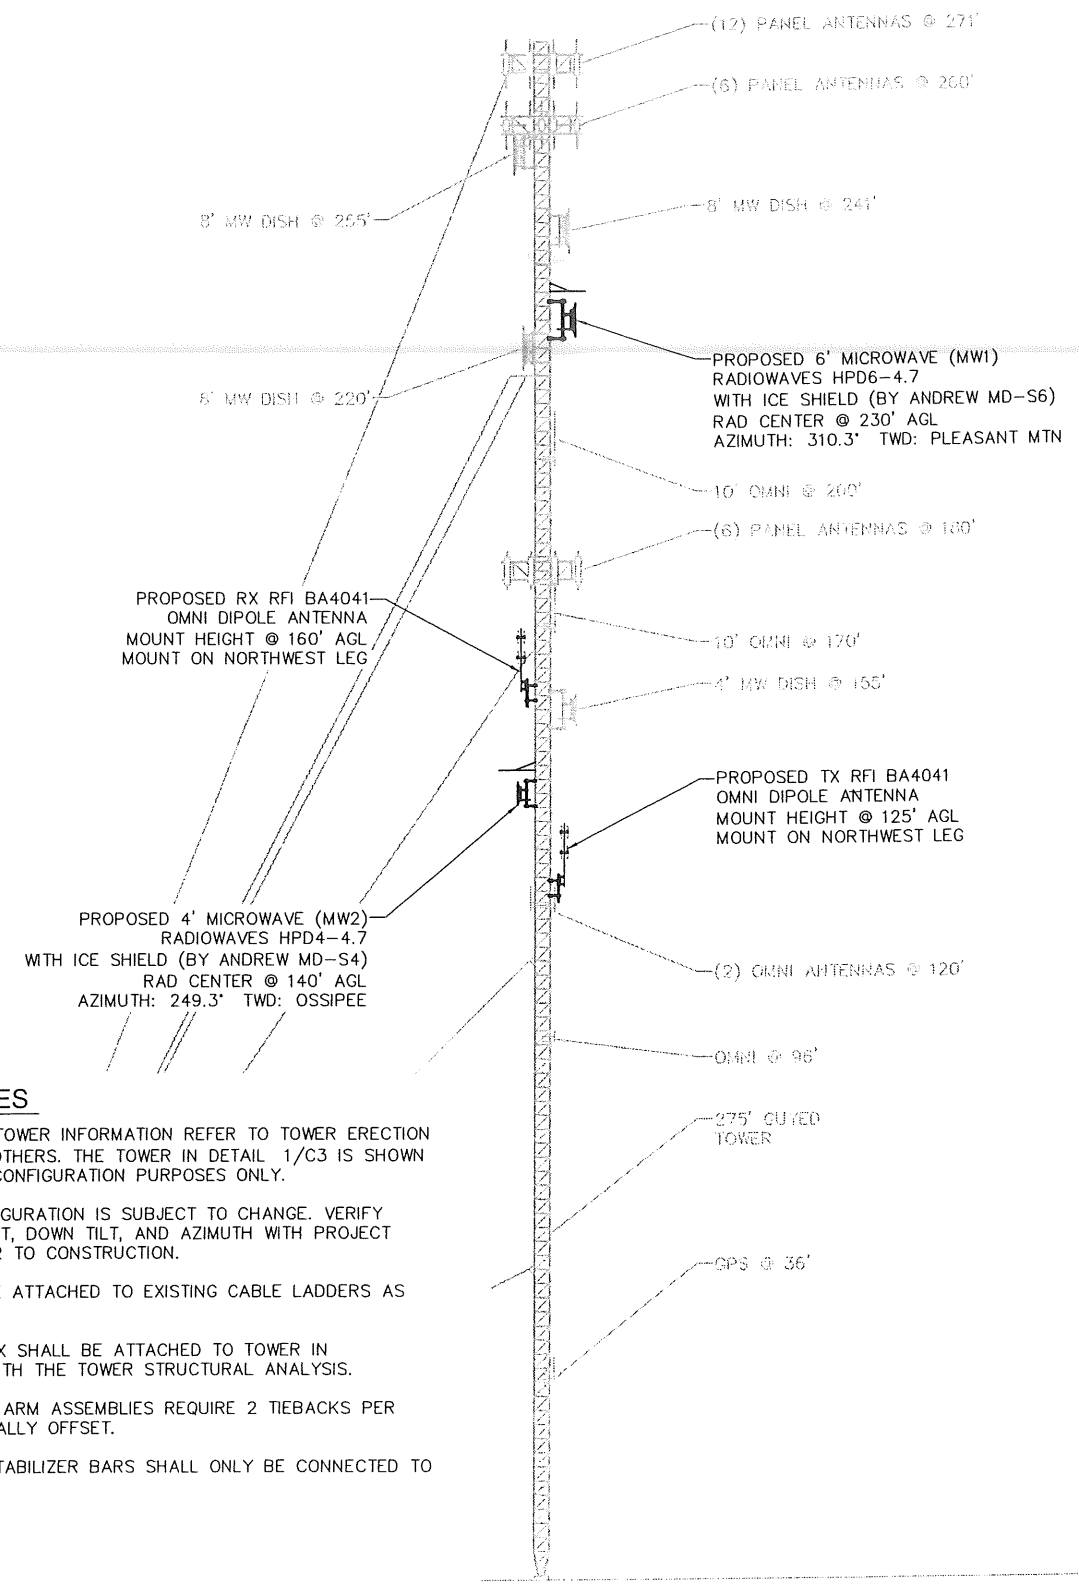 (12) PANEL ANTENNAS @ 271'
(6) PANEL ANTENNAS @ 260'
8' MW DISH @ 255'
8' MW DISH @ 241'
PROPOSED 6' MICROWAVE (MW1)
RADIOWAVES HPD6-4.7
WITH ICE SHIELD (BY ANDREW MD-S6)
RAD CENTER @ 230' AGL
AZIMUTH: 310.3° TWD: PLEASANT MTN
8' MW DISH @ 220'
10' OMNI @ 200'
(6) PANEL ANTENNAS @ 180'
PROPOSED RX RFI BA4041
OMNI DIPOLE ANTENNA
MOUNT HEIGHT @ 160' AGL
MOUNT ON NORTHWEST LEG
10' OMNI @ 170'
4' MW DISH @ 155'
PROPOSED TX RFI BA4041
OMNI DIPOLE ANTENNA
MOUNT HEIGHT @ 125' AGL
MOUNT ON NORTHWEST LEG
PROPOSED 4' MICROWAVE (MW2)
RADIOWAVES HPD4-4.7
WITH ICE SHIELD (BY ANDREW MD-S4)
RAD CENTER @ 140' AGL
AZIMUTH: 249.3° TWD: OSSIPEE
(2) OMNI ANTENNAS @ 120'
OMNI @ 96'
275' GUYED
TOWER
GPS @ 36'
ES
TOWER INFORMATION REFER TO TOWER ERECTION
OTHERS. THE TOWER IN DETAIL 1/C3 IS SHOWN
CONFIGURATION PURPOSES ONLY.
GURATION IS SUBJECT TO CHANGE. VERIFY
T, DOWN TILT, AND AZIMUTH WITH PROJECT
R TO CONSTRUCTION.
E ATTACHED TO EXISTING CABLE LADDERS AS
X SHALL BE ATTACHED TO TOWER IN
TH THE TOWER STRUCTURAL ANALYSIS.
ARM ASSEMBLIES REQUIRE 2 TIEBACKS PER
ALLY OFFSET.
TABILIZER BARS SHALL ONLY BE CONNECTED TO